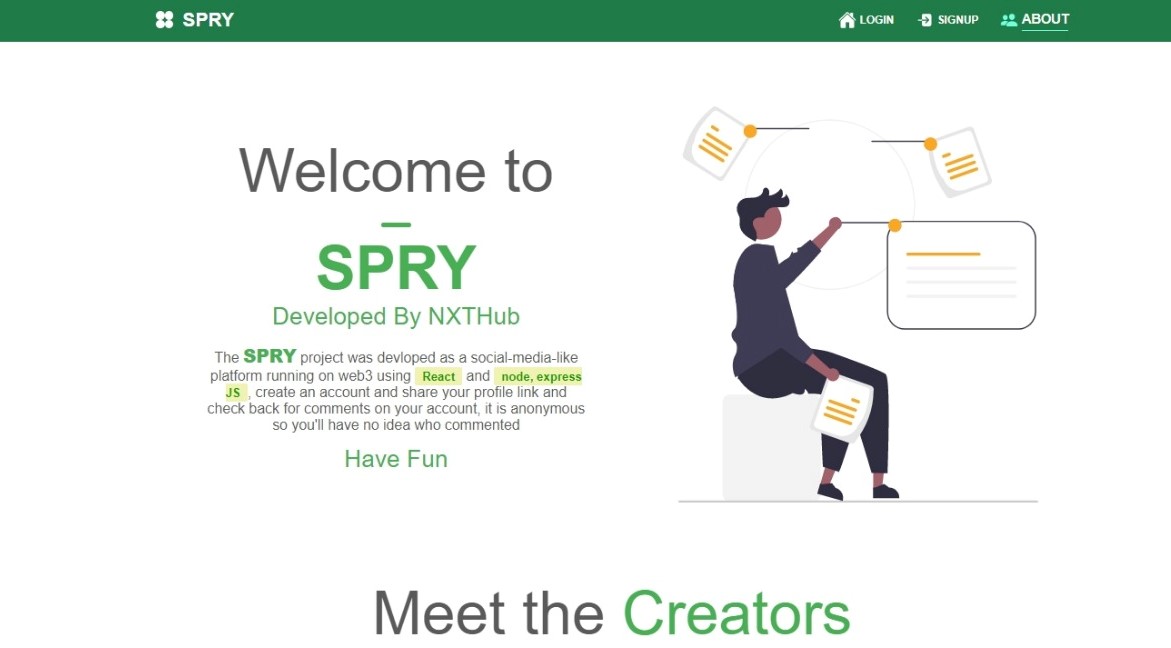 SPRY
LOGIN
SIGNUP
ABOUT
Welcome to
SPRY
Developed By NXTHub
The SPRY project was devloped as a social-media-like
platform running on web3 using React and node, express
JS , create an account and share your profile link and
check back for comments on your account, it is anonymous
so you'll have no idea who commented
Have Fun
Meet the Creators